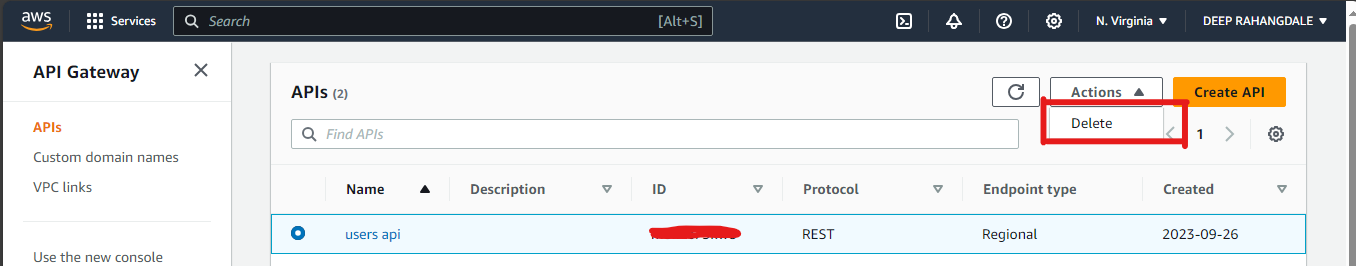 aws Services Search [Alt+S] N. Virginia DEEP RAHANGDALE
API Gateway
APIs
Custom domain names
VPC links
Use the new console
APIs (2) Actions Create API
Delete
Find APIs 1
Name Description ID Protocol Endpoint type Created
users api REST Regional 2023-09-26